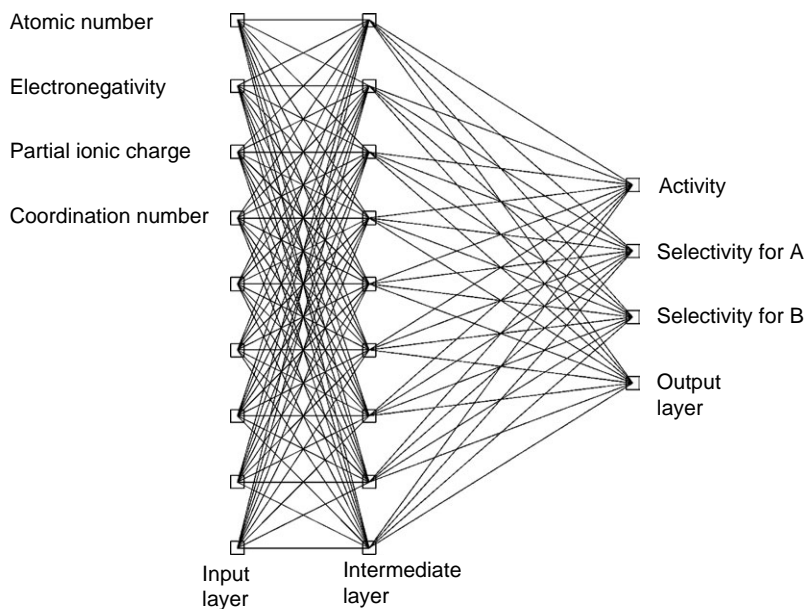 Atomic number
Electronegativity
Partial ionic charge
Coordination number
Activity
Selectivity for A
Selectivity for B
Output
layer
Input
layer
Intermediate
layer